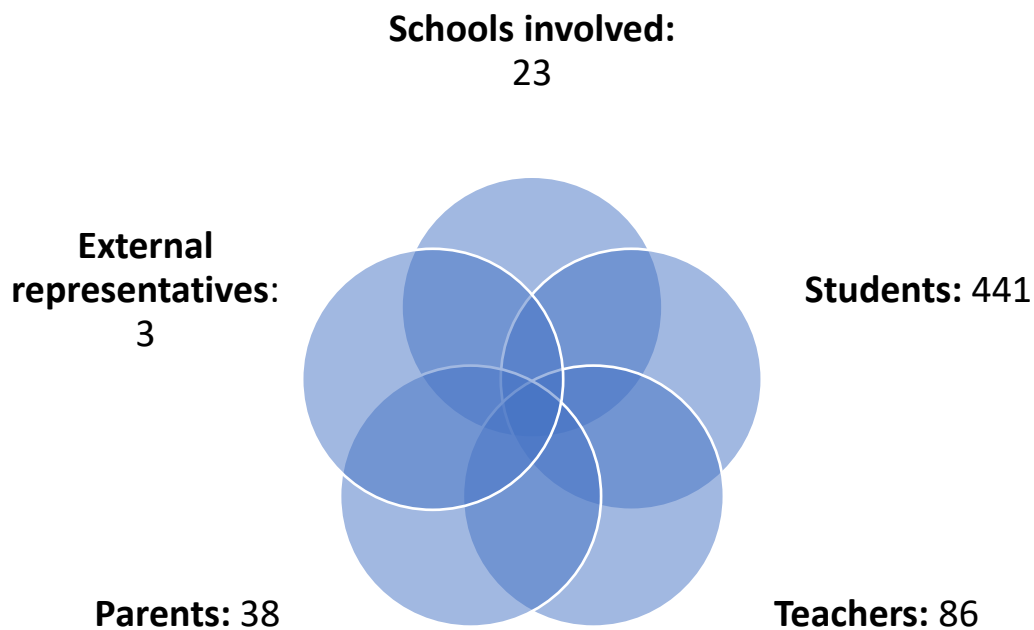 Schools involved:
23
External
representatives:
3
Students: 441
Parents: 38
Teachers: 86